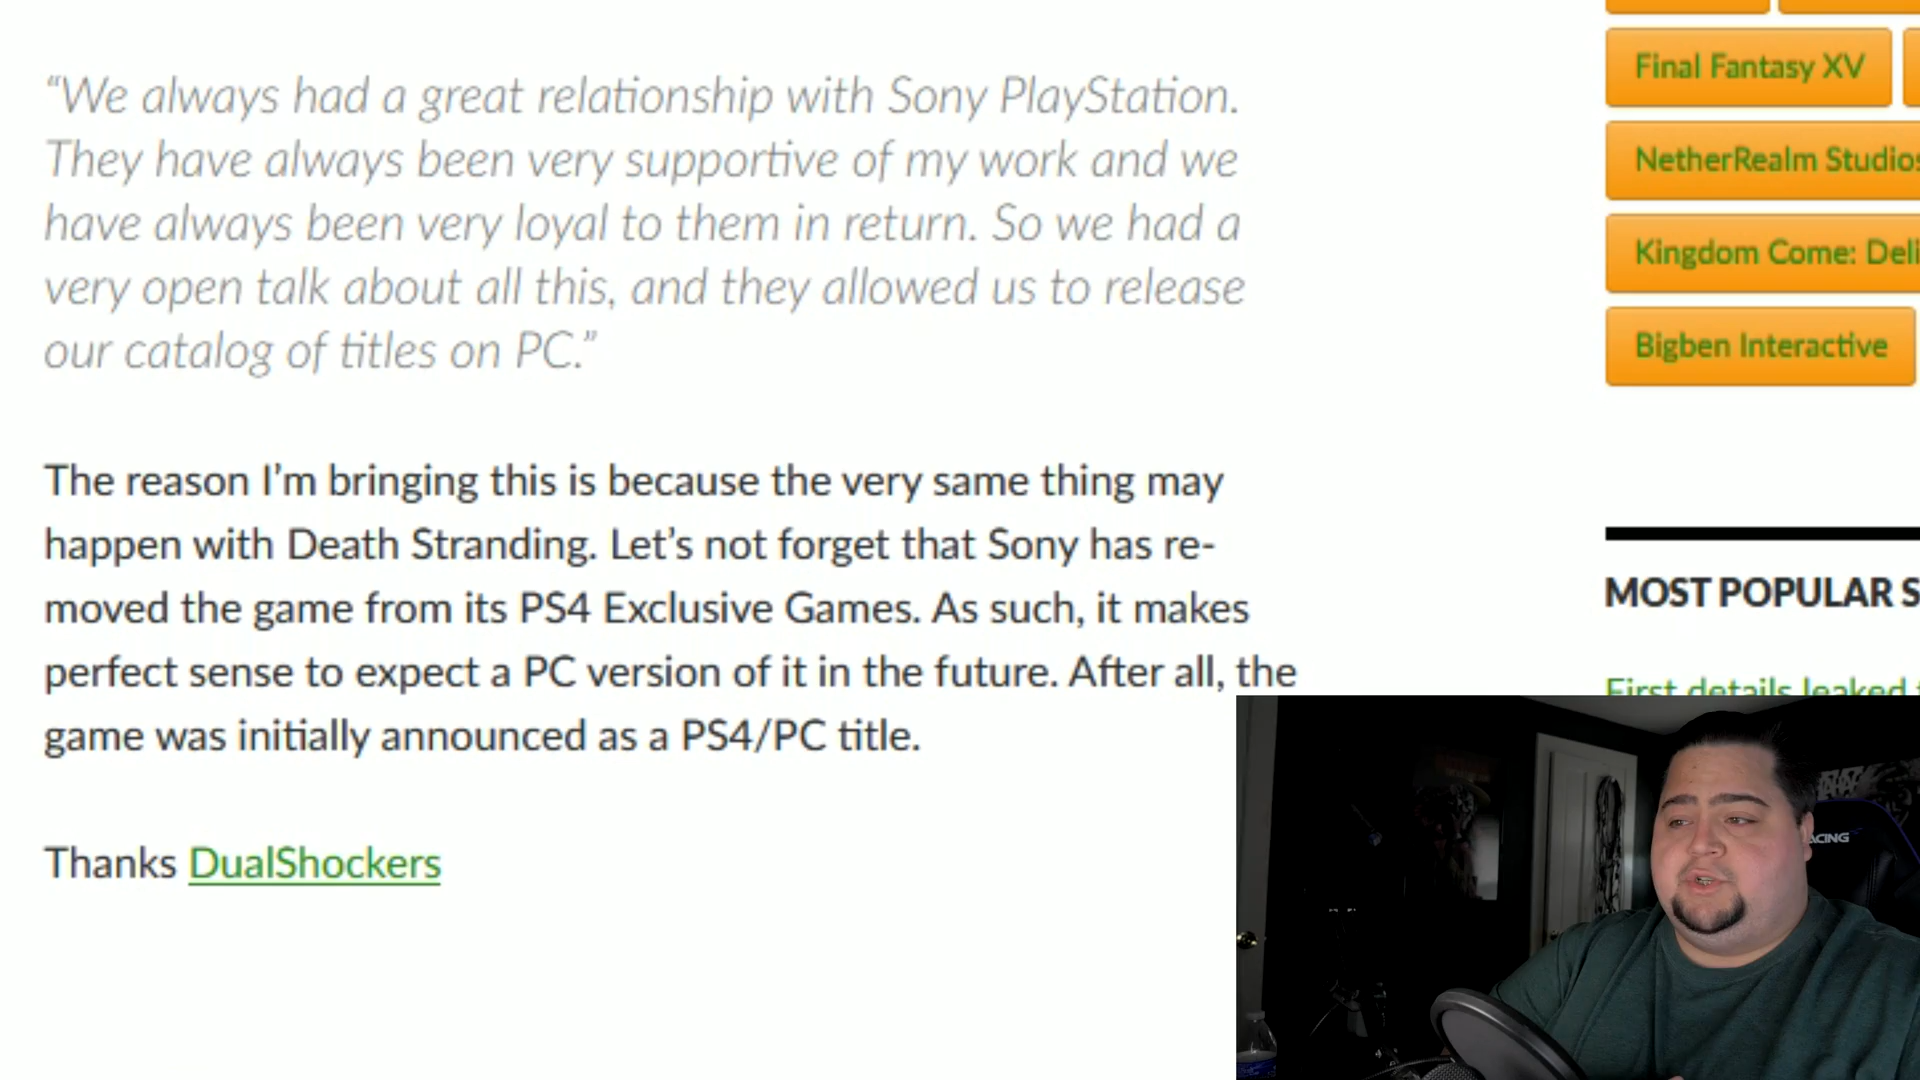 “We always had a great relationship with Sony PlayStation.
They have always been very supportive of my work and we
have always been very loyal to them in return. So we had a
very open talk about all this, and they allowed us to release
our catalog of titles on PC.”
The reason I’m bringing this is because the very same thing may
happen with Death Stranding. Let’s not forget that Sony has re-
moved the game from its PS4 Exclusive Games. As such, it makes
perfect sense to expect a PC version of it in the future. After all, the
game was initially announced as a PS4/PC title.
Thanks DualShockers
Final Fantasy XV
NetherRealm Studios
Kingdom Come: Deli
Bigben Interactive
MOST POPULAR S
First details leaked
ACING